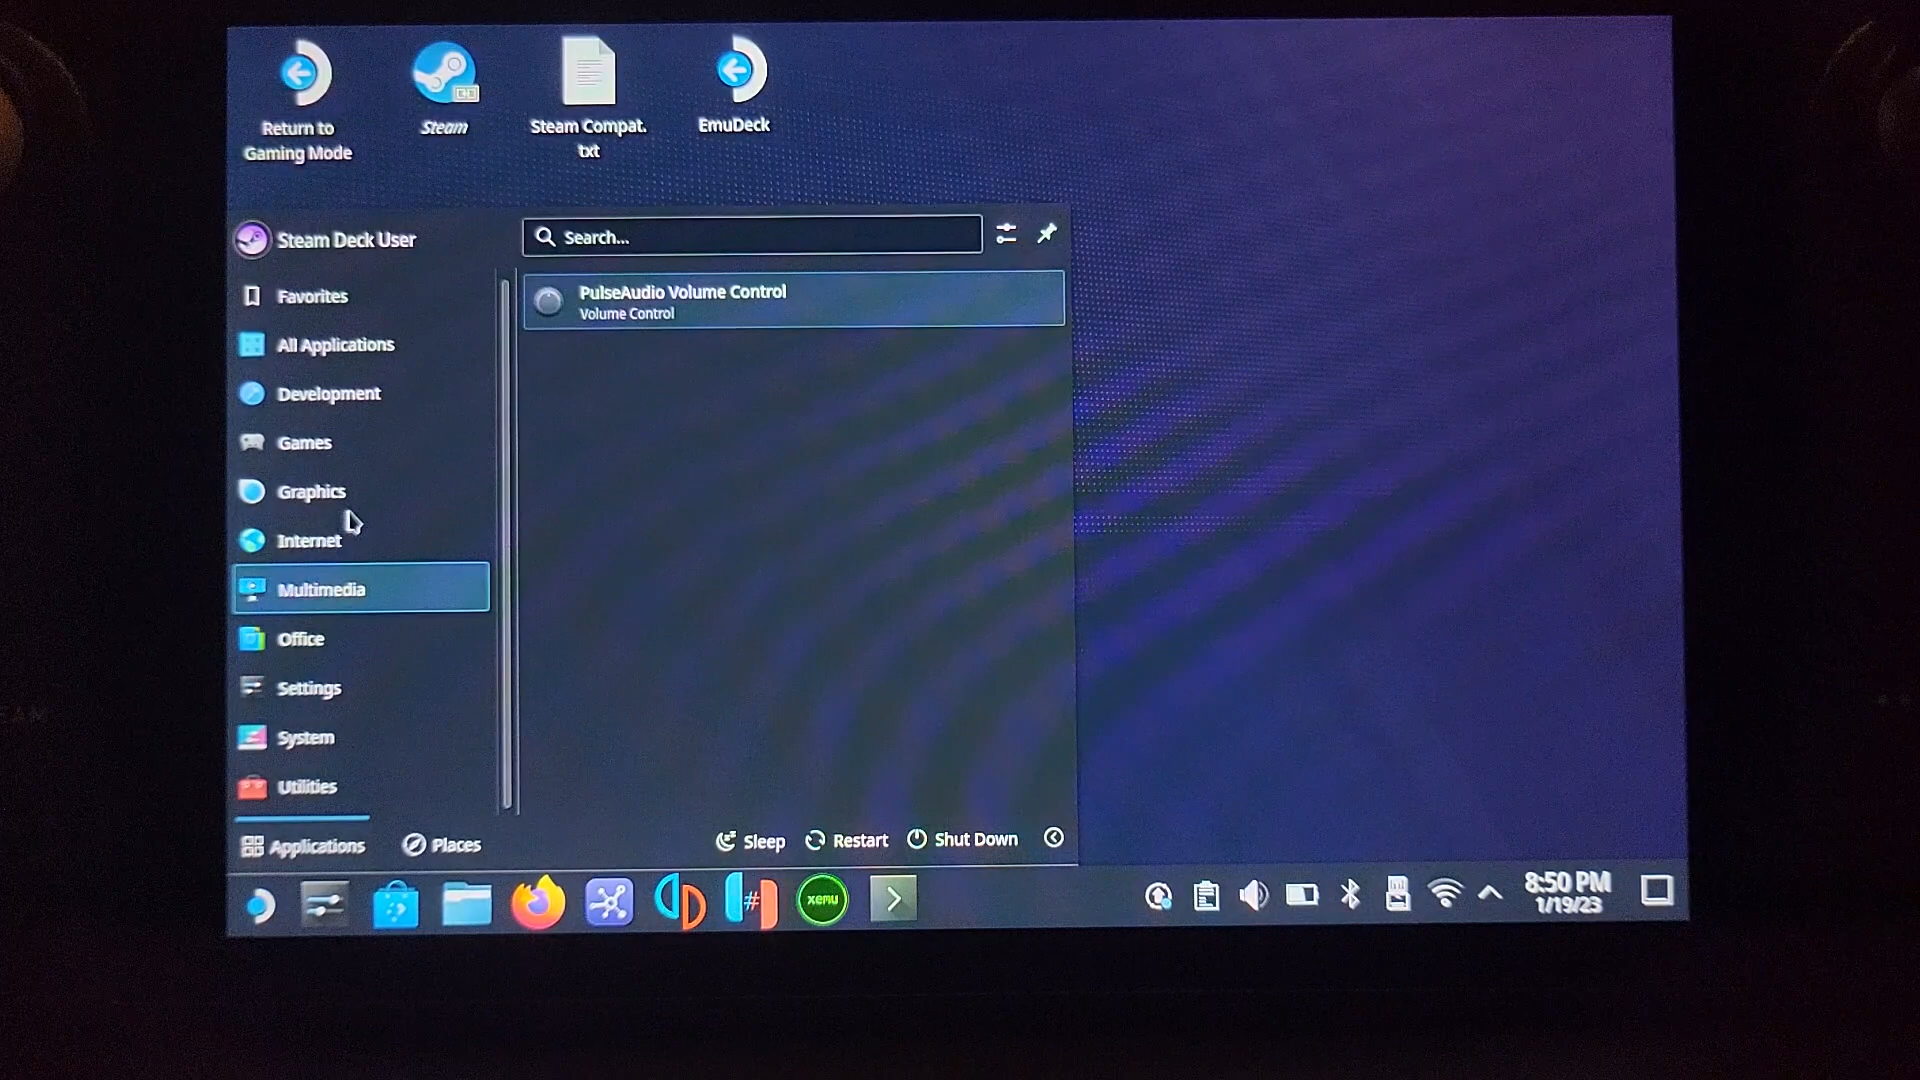 Return to
Gaming Mode
Steam
Steam Compat.
txt
EmuDeck
Steam Deck User
Search...
Favorites
All Applications
Development
Games
Graphics
Internet
Multimedia
Office
Settings
System
Utilities
PulseAudio Volume Control
Volume Control
Applications
Places
Sleep
Restart
Shut Down
#
xemu
8:50 PM
1/19/23